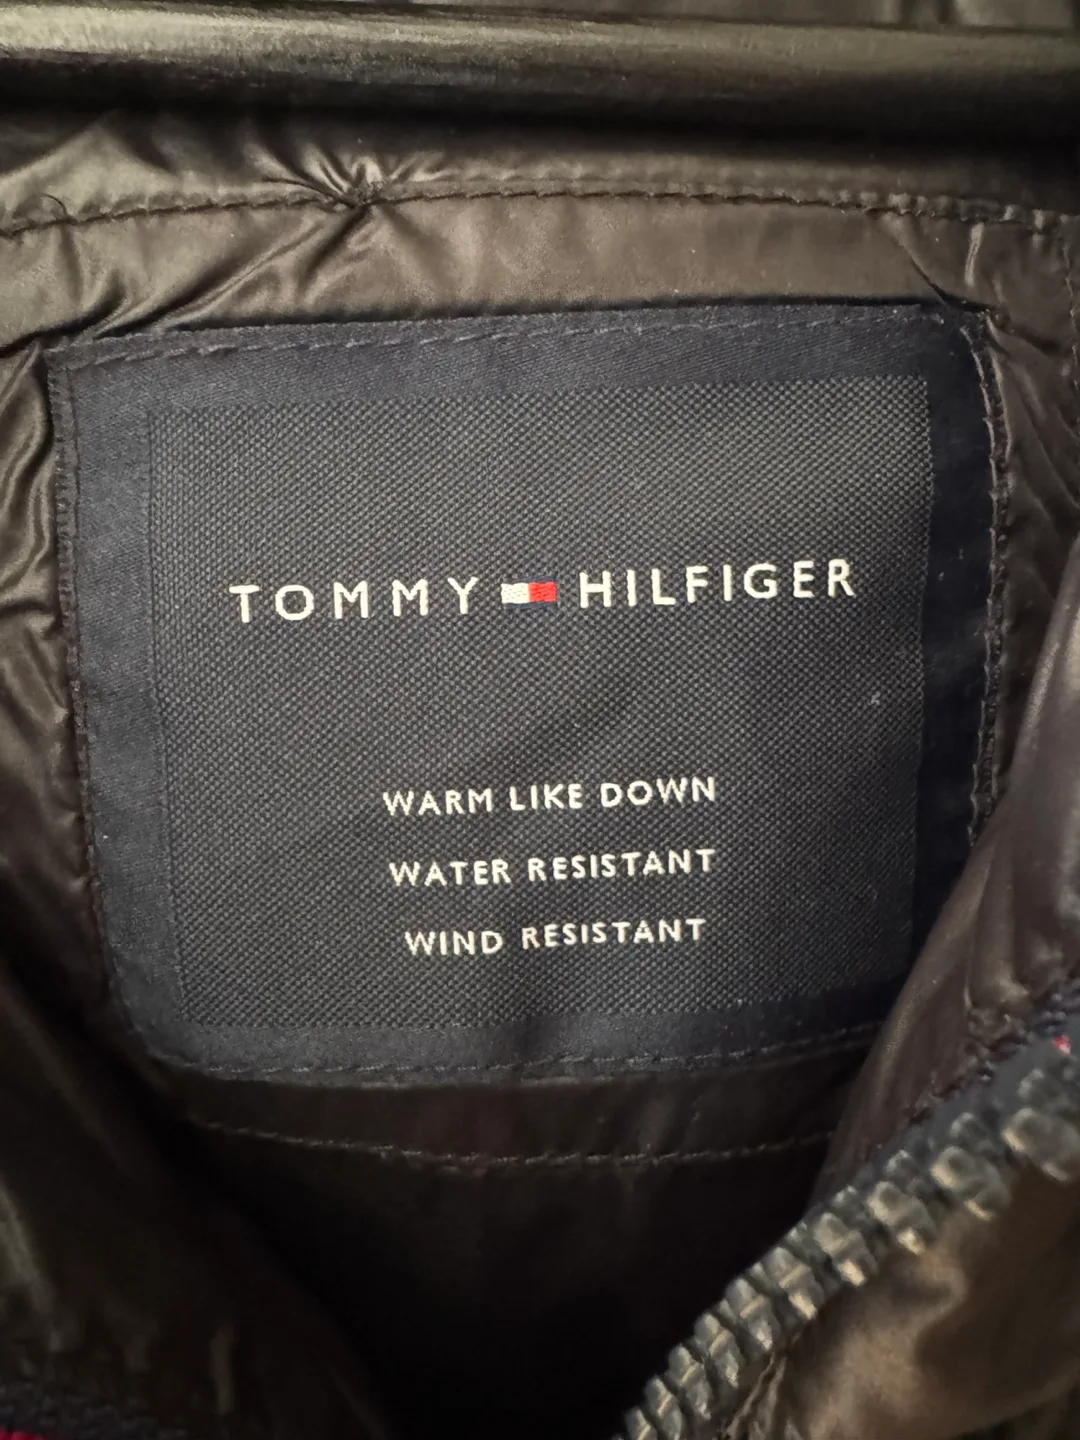 TOMMY HILFIGER
WARM LIKE DOWN
WATER RESISTANT
WIND RESISTANT